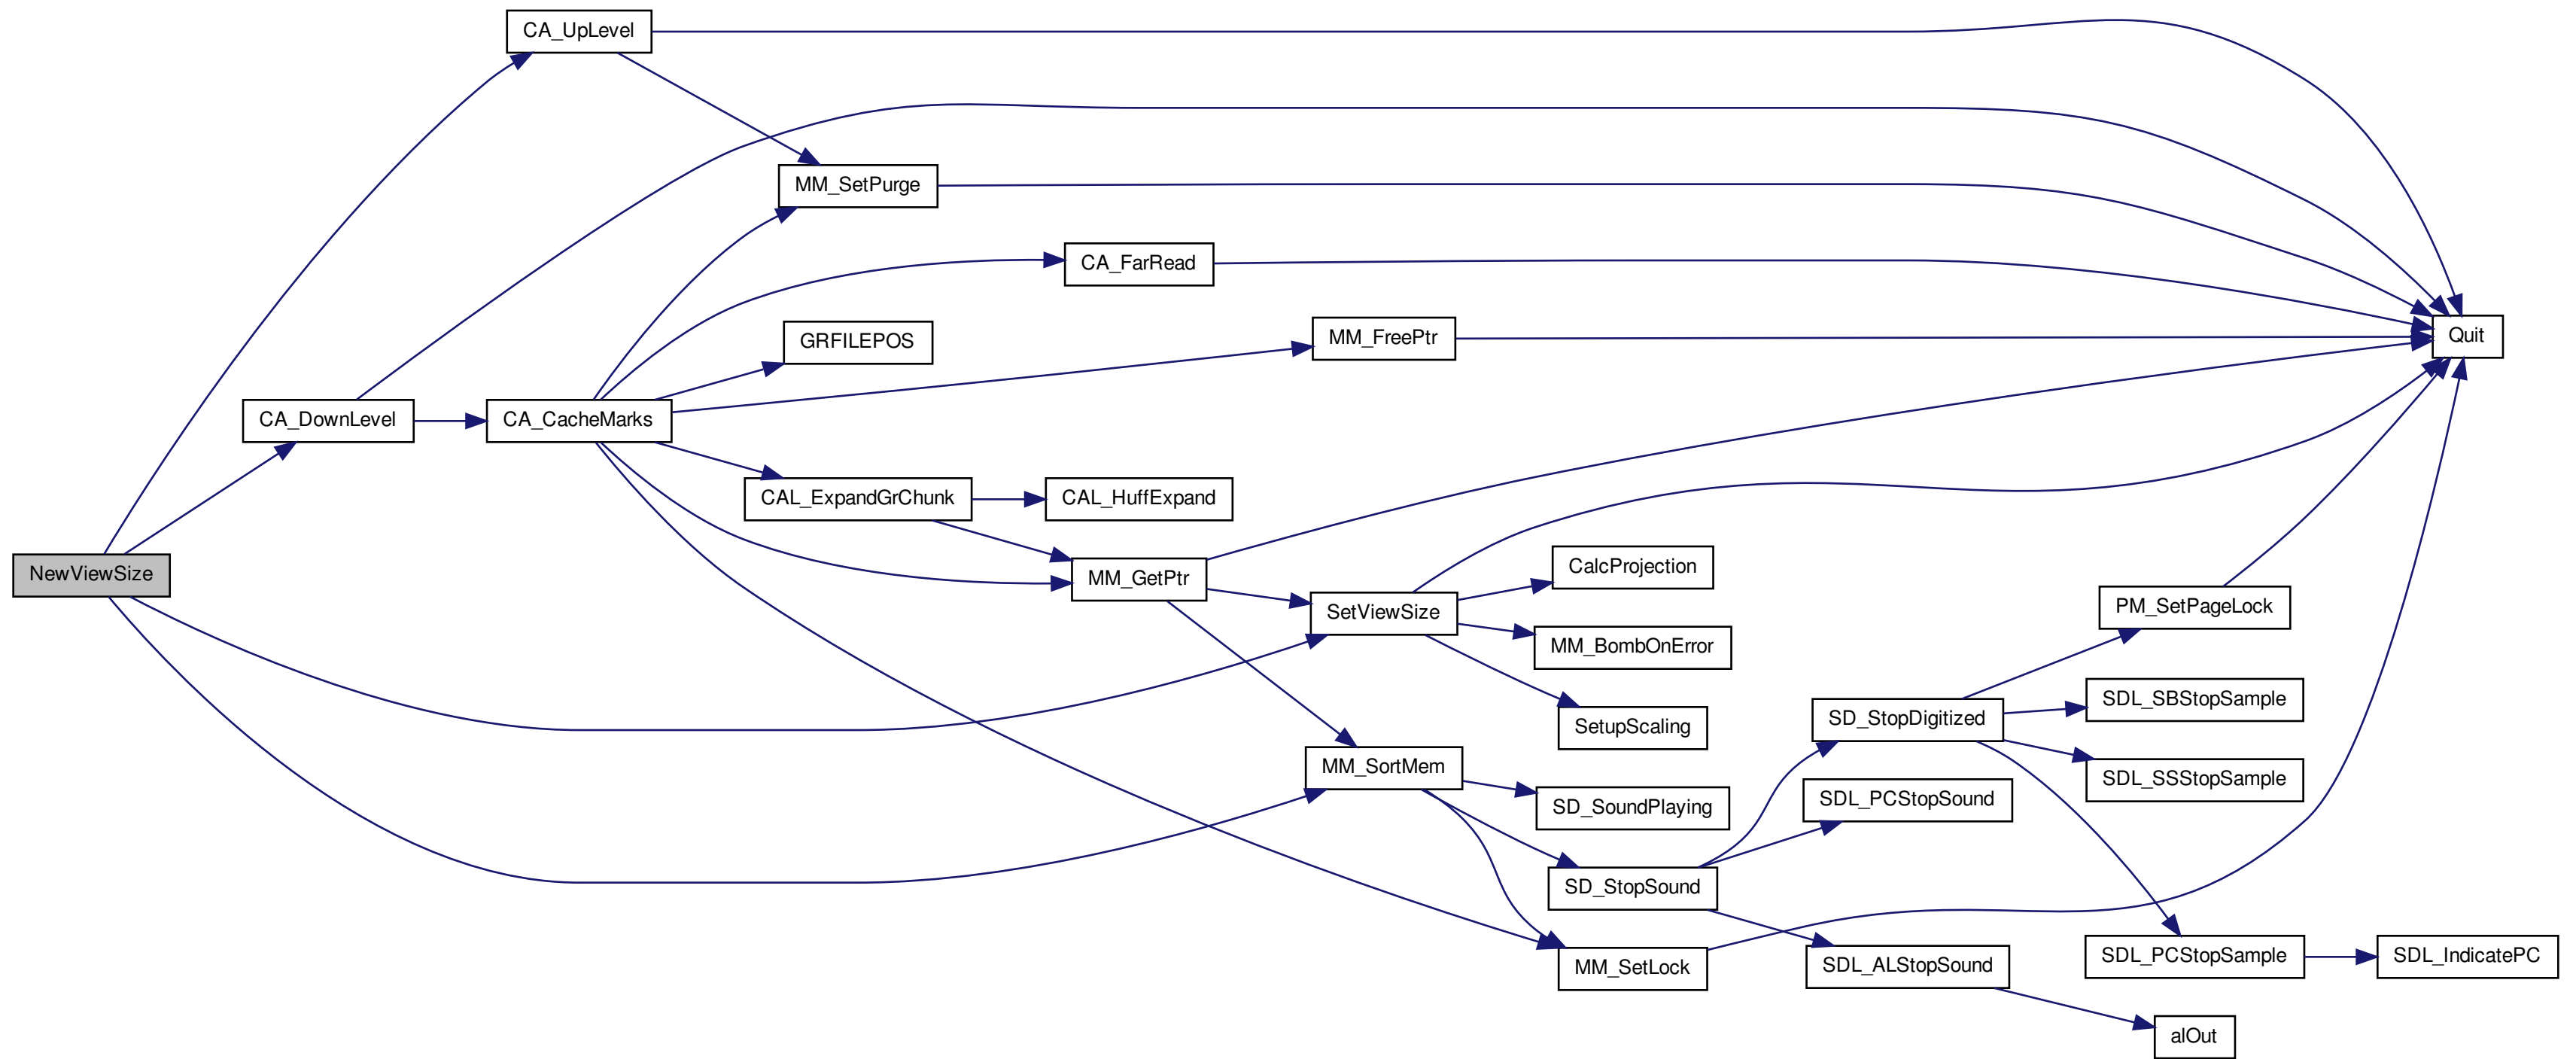 CA_UpLevel
MM_SetPurge
CA_FarRead
GRFILEPOS
MM_FreePtr
Quit
CA_DownLevel
CA_CacheMarks
CAL_ExpandGrChunk
CAL_HuffExpand
NewViewSize
MM_GetPtr
CalcProjection
SetViewSize
PM_SetPageLock
MM_BombOnError
SDL_SBStopSample
SetupScaling
SD_StopDigitized
MM_SortMem
SDL_SSStopSample
SD_SoundPlaying
SDL_PCStopSound
SD_StopSound
MM_SetLock
SDL_ALStopSound
SDL_PCStopSample
SDL_IndicatePC
alOut